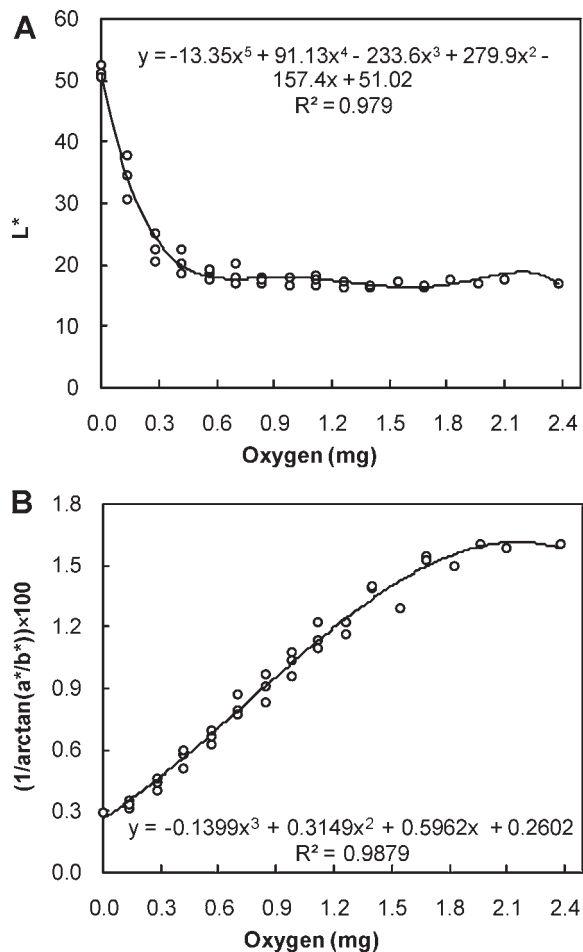 A
60
50
40
30
20
10
0
L*
y = -13.35x⁵ + 91.13x⁴ - 233.6x³ + 279.9x² -
157.4x + 51.02
R² = 0.979
0.0 0.3 0.6 0.9 1.2 1.5 1.8 2.1 2.4
Oxygen (mg)
B
1.8
1.5
1.2
0.9
0.6
0.3
0.0
(1/arctan(a*/b*))×100
y = -0.1399x³ + 0.3149x² + 0.5962x + 0.2602
R² = 0.9879
0.0 0.3 0.6 0.9 1.2 1.5 1.8 2.1 2.4
Oxygen (mg)